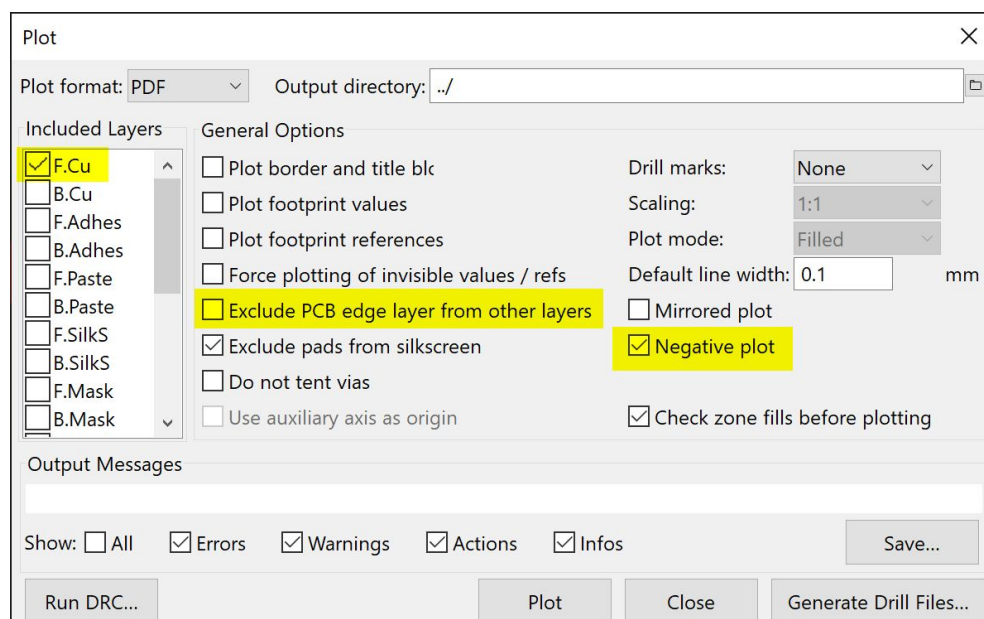 Plot
Plot format: PDF Output directory: ../
Included Layers General Options
F.Cu Plot border and title blc Drill marks: None
B.Cu Plot footprint values Scaling: 1:1
F.Adhes Plot footprint references Plot mode: Filled
B.Adhes Force plotting of invisible values / refs Default line width: 0.1 mm
F.Paste Exclude PCB edge layer from other layers Mirrored plot
B.Paste Exclude pads from silkscreen Negative plot
F.SilkS Do not tent vias
B.SilkS Use auxiliary axis as origin Check zone fills before plotting
F.Mask
B.Mask
Output Messages
Show: All Errors Warnings Actions Infos Save...
Run DRC... Plot Close Generate Drill Files...